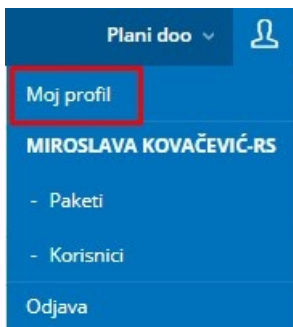 Plani doo
Moj profil
MIROSLAVA KOVAČEVIĆ-RS
- Paketi
- Korisnici
Odjava